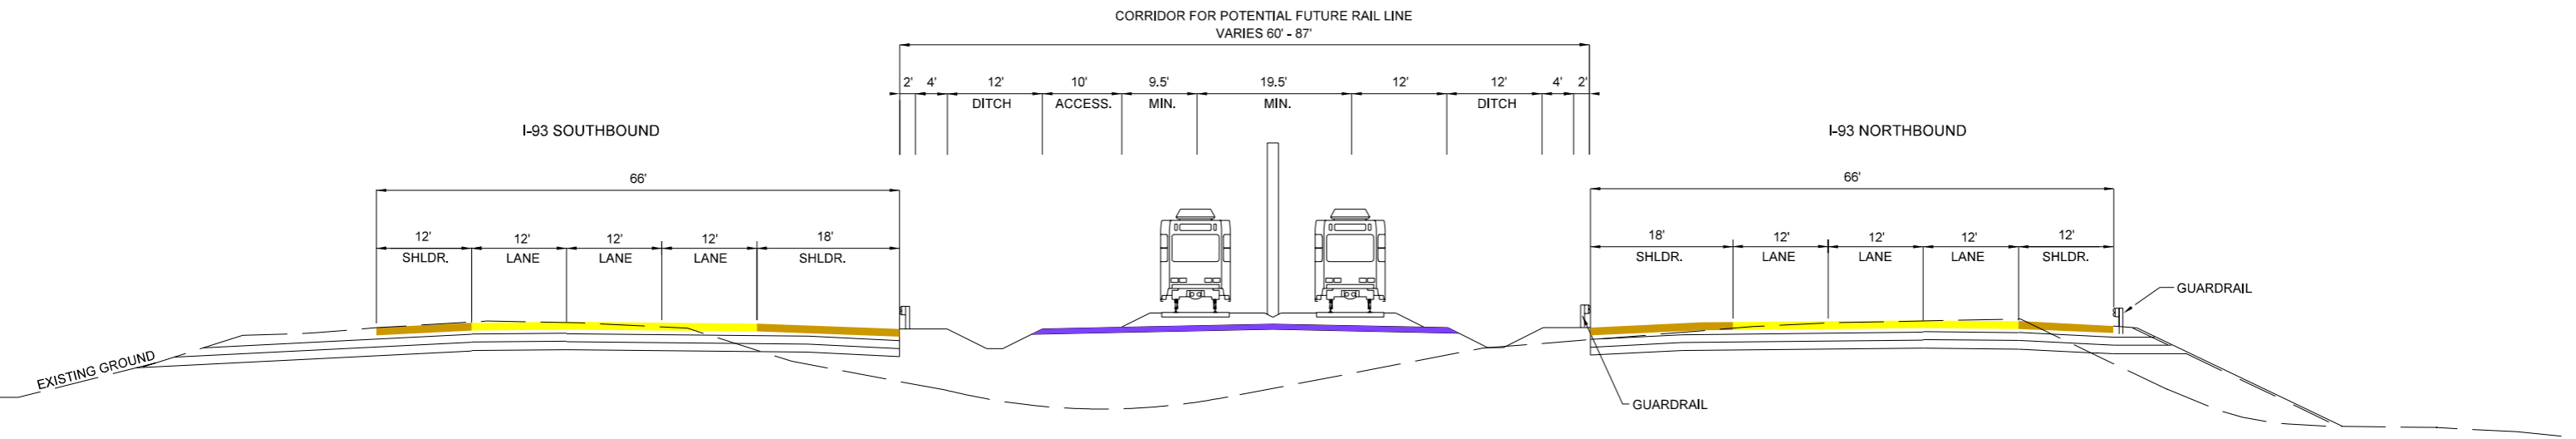 CORRIDOR FOR POTENTIAL FUTURE RAIL LINE
VARIES 60' - 87'
2' 4' 12' 10' 9.5' 19.5' 12' 12' 4' 2'
DITCH ACCESS. MIN. MIN. DITCH
I-93 SOUTHBOUND
I-93 NORTHBOUND
66'
66'
12' 12' 12' 12' 18'
SHLDR. LANE LANE LANE SHLDR.
18' 12' 12' 12' 12'
SHLDR. LANE LANE LANE SHLDR.
GUARDRAIL
EXISTING GROUND
GUARDRAIL